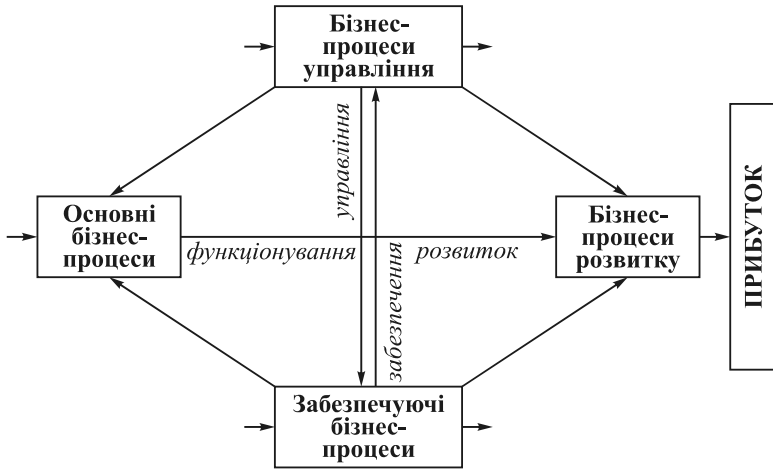 Бізнес-
процеси
управління
управління
Основні
бізнес-
процеси
функціонування
розвиток
забезпечення
Бізнес-
процеси
розвитку
ПРИБУТОК
Забезпечуючі
бізнес-
процеси